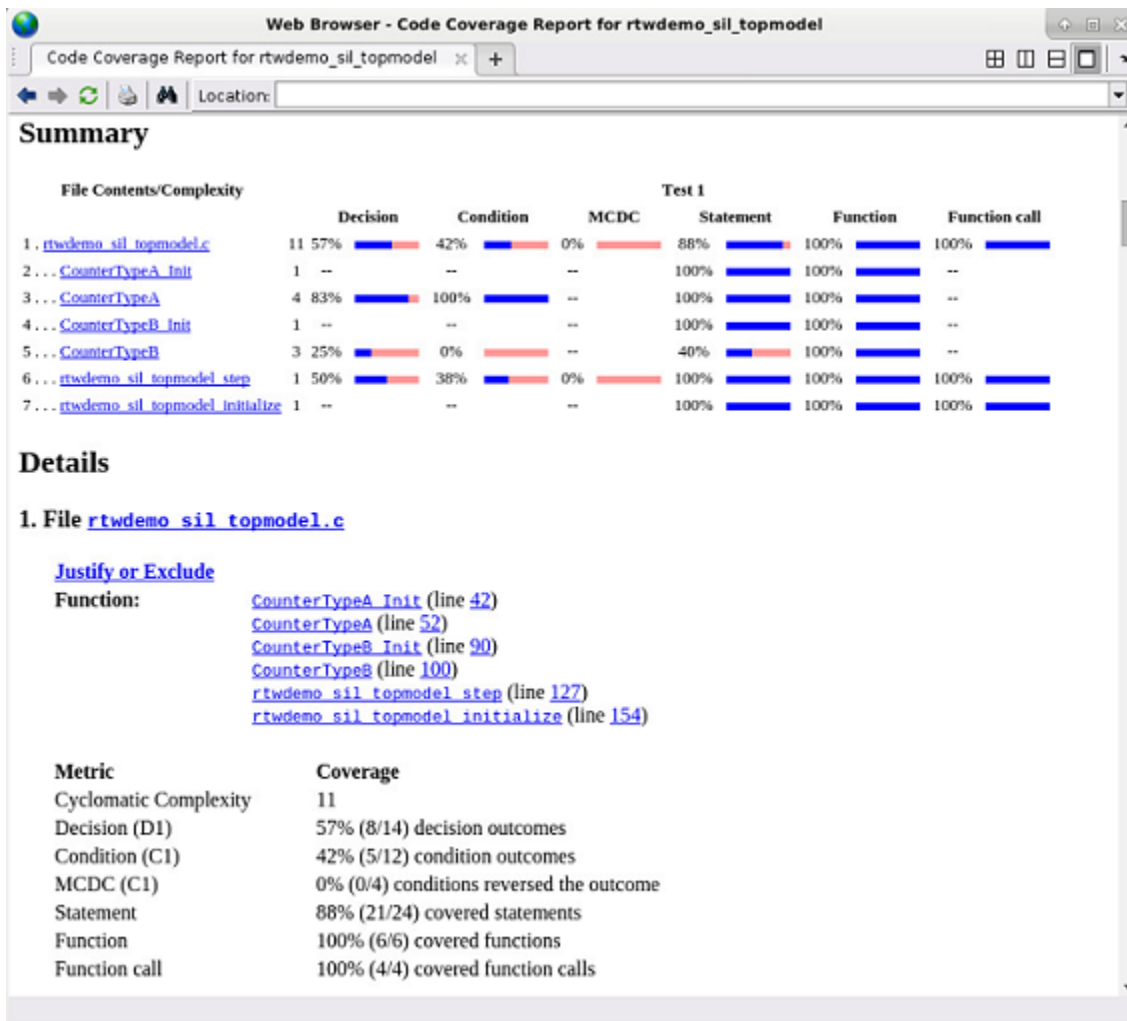 Web Browser - Code Coverage Report for rtwdemo_sil_topmodel
Code Coverage Report for rtwdemo_sil_topmodel
Location:
Summary
File Contents/Complexity Test 1
Decision Condition MCDC Statement Function Function call
1 . rtwdemo_sil_topmodel.c 11 57% 42% 0% 88% 100% 100%
2 . . . CounterTypeA_Init 1 -- -- -- 100% 100% --
3 . . . CounterTypeA 4 83% 100% -- 100% 100% --
4 . . . CounterTypeB_Init 1 -- -- -- 100% 100% --
5 . . . CounterTypeB 3 25% 0% -- 40% 100% --
6 . . . rtwdemo_sil_topmodel_step 1 50% 38% 0% 100% 100% 100%
7 . . . rtwdemo_sil_topmodel_initialize 1 -- -- -- 100% 100% 100%
Details
1. File rtwdemo_sil_topmodel.c
Justify or Exclude
Function: CounterTypeA_Init (line 42)
CounterTypeA (line 52)
CounterTypeB_Init (line 90)
CounterTypeB (line 100)
rtwdemo_sil_topmodel_step (line 127)
rtwdemo_sil_topmodel_initialize (line 154)
Metric Coverage
Cyclomatic Complexity 11
Decision (D1) 57% (8/14) decision outcomes
Condition (C1) 42% (5/12) condition outcomes
MCDC (C1) 0% (0/4) conditions reversed the outcome
Statement 88% (21/24) covered statements
Function 100% (6/6) covered functions
Function call 100% (4/4) covered function calls